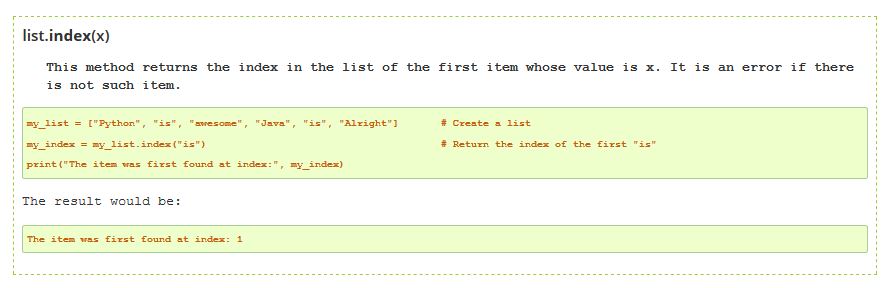 list.index(x)
This method returns the index in the list of the first item whose value is x. It is an error if there
is not such item.
my_list = ["Python", "is", "awesome", "Java", "is", "Alright"] # Create a list
my_index = my_list.index("is") # Return the index of the first "is"
print("The item was first found at index:", my_index)
The result would be:
The item was first found at index: 1